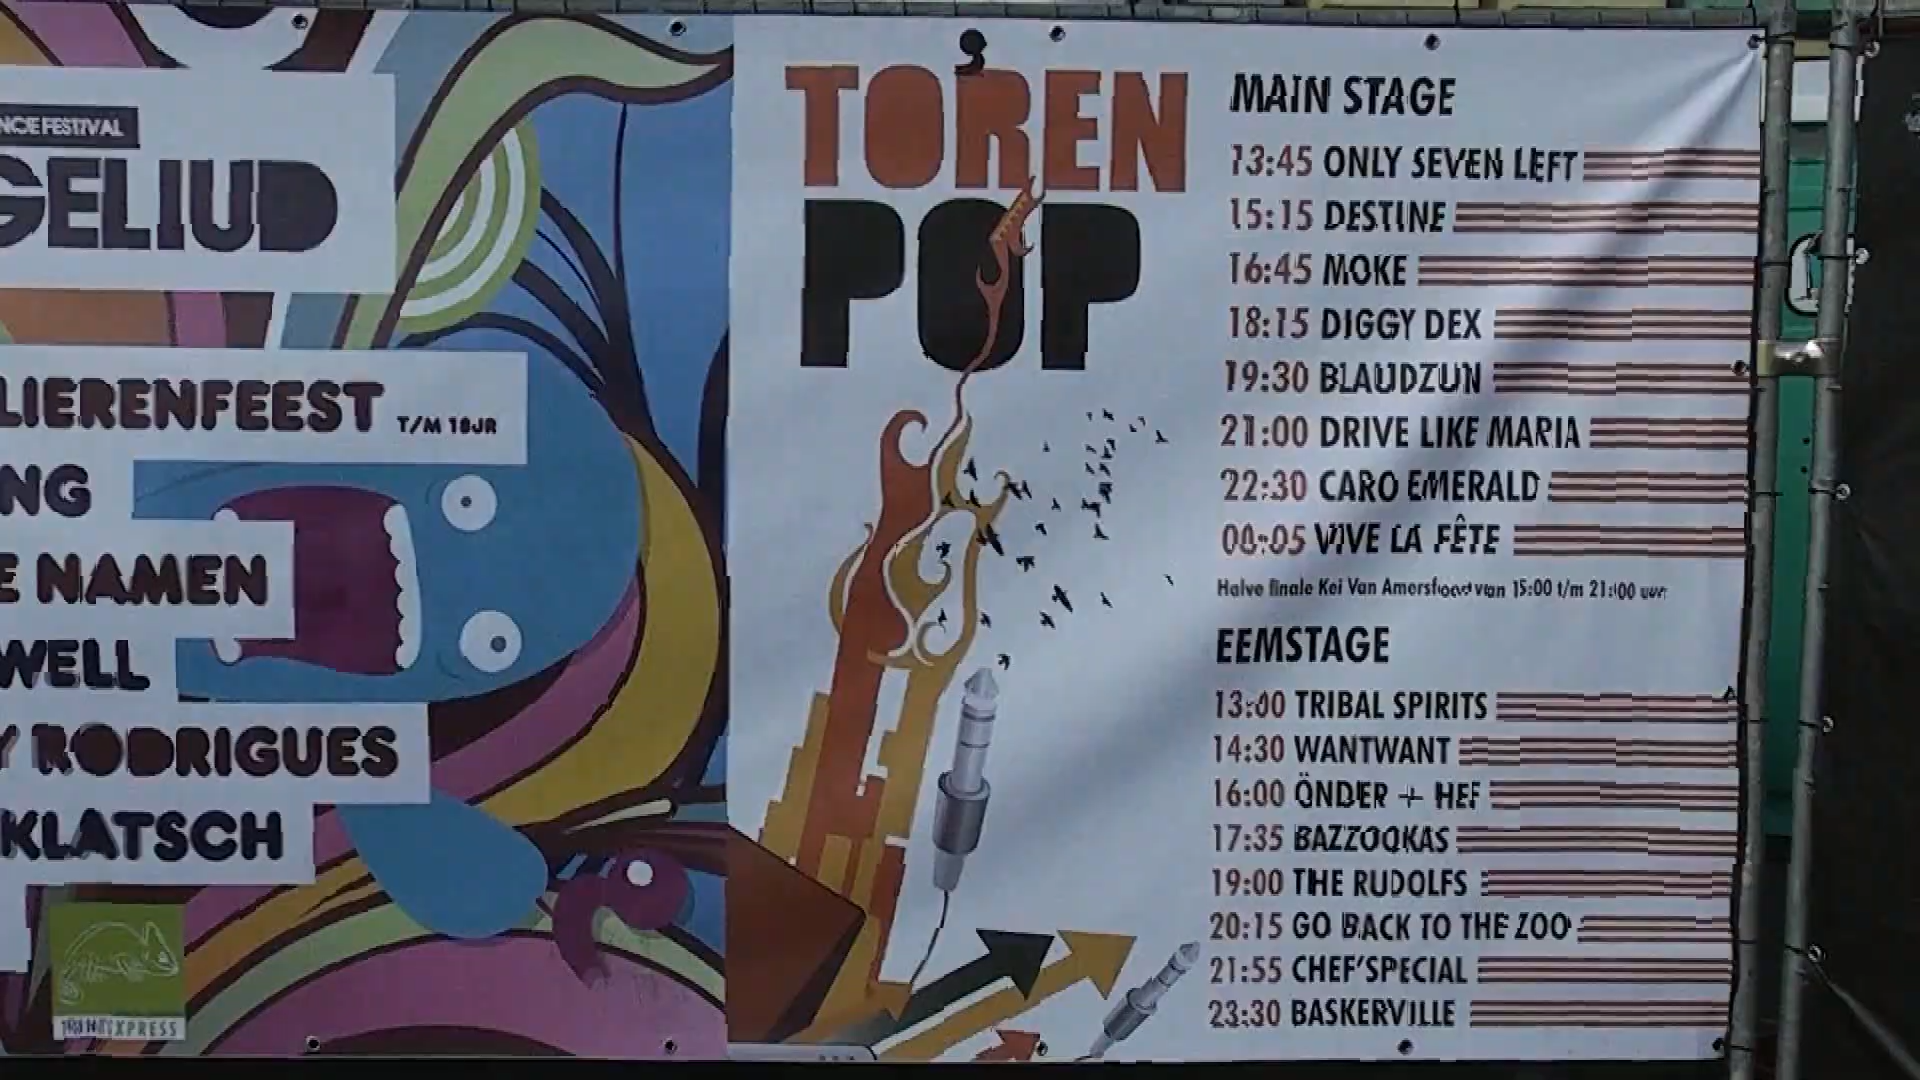 NCE FESTIVAL
GELIUD
LIERENFEEST T/M 18JR
NG
E NAMEN
WELL
Y RODRIGUES
KLATSCH
TOREN
POP
MAIN STAGE
13:45 ONLY SEVEN LEFT
15:15 DESTINE
16:45 MOKE
18:15 DIGGY DEX
19:30 BLAUDZUN
21:00 DRIVE LIKE MARIA
22:30 CARO EMERALD
00:05 VIVE LA FÊTE
Halve finale Kei Van Amersfoort van 15:00 t/m 21:00 uur
EEMSTAGE
13:00 TRIBAL SPIRITS
14:30 WANTWANT
16:00 ÖNDER + HEF
17:35 BAZZOOKAS
19:00 THE RUDOLFS
20:15 GO BACK TO THE ZOO
21:55 CHEF'SPECIAL
23:30 BASKERVILLE